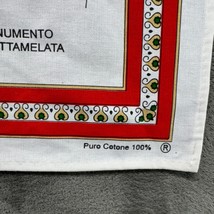 NUMENTO
TTAMELATA
Puro Cotone 100% ®